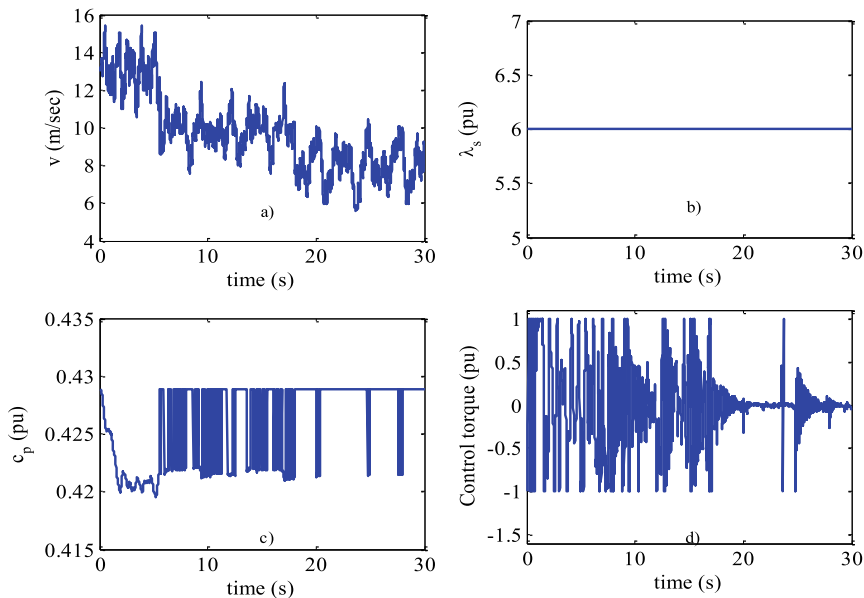 16
14
12
10
8
6
4
v (m/sec)
a)
0 10 20 30
time (s)
7
6.5
6
5.5
5
λs (pu)
b)
0 10 20 30
time (s)
0.435
0.43
0.425
0.42
0.415
cp (pu)
c)
0 10 20 30
time (s)
1
0.5
0
-0.5
-1
-1.5
Control torque (pu)
d)
0 10 20 30
time (s)